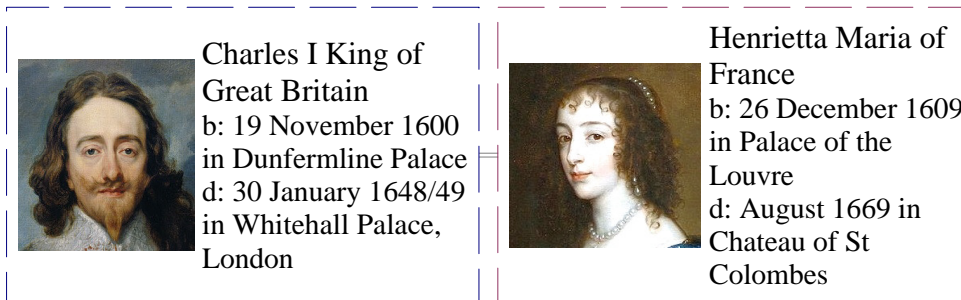 Charles I King of
Great Britain
b: 19 November 1600
in Dunfermline Palace
d: 30 January 1648/49
in Whitehall Palace,
London
Henrietta Maria of
France
b: 26 December 1609
in Palace of the
Louvre
d: August 1669 in
Chateau of St
Colombes